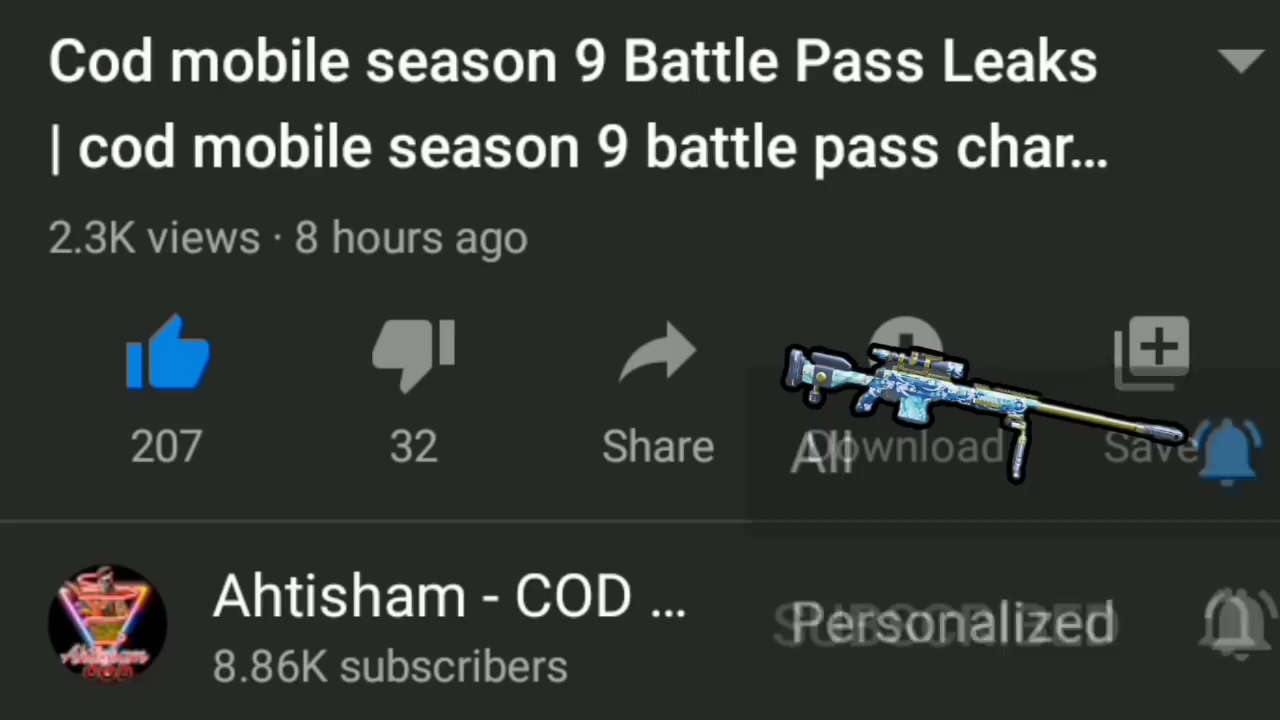 Cod mobile season 9 Battle Pass Leaks
| cod mobile season 9 battle pass char...
2.3K views · 8 hours ago
207
32
Share
Download
Save
All
Ahtisham - COD ...
8.86K subscribers
SUBSCRIBED
Personalized